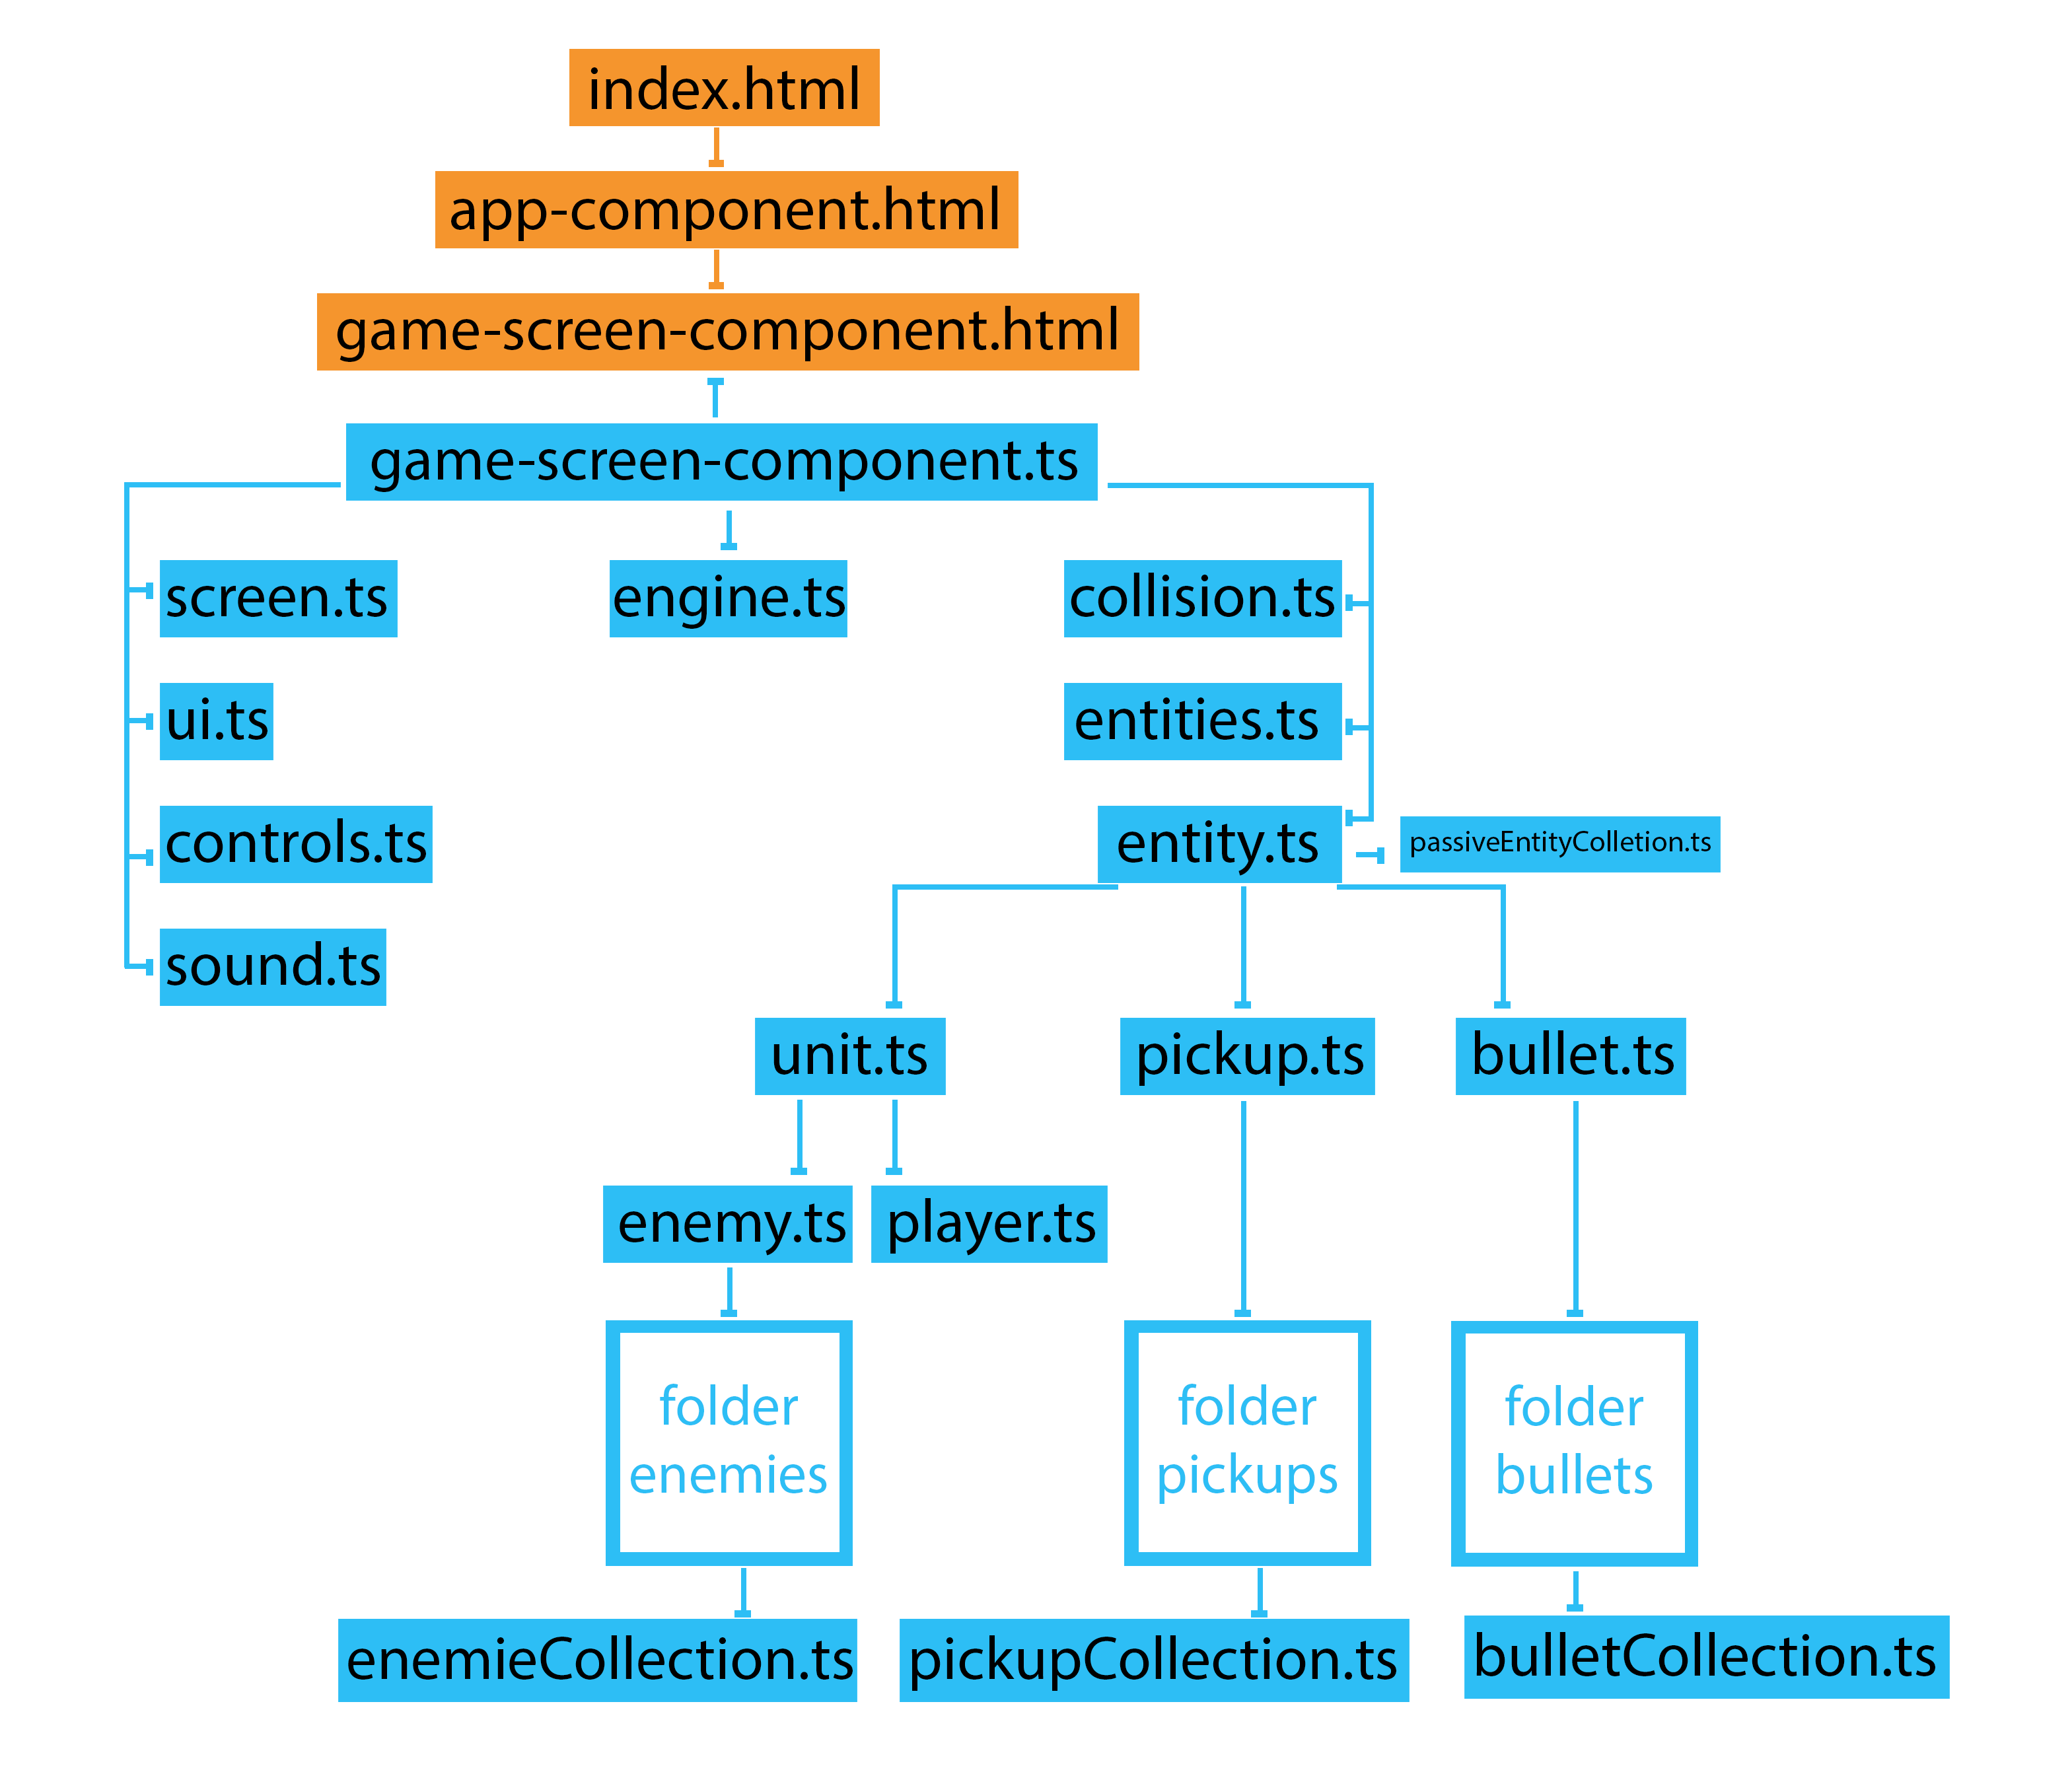 index.html
app-component.html
game-screen-component.html
game-screen-component.ts
screen.ts
engine.ts
collision.ts
ui.ts
entities.ts
controls.ts
entity.ts
passiveEntityColletion.ts
sound.ts
unit.ts
pickup.ts
bullet.ts
enemy.ts
player.ts
folder
enemies
folder
pickups
folder
bullets
enemieCollection.ts
pickupCollection.ts
bulletCollection.ts